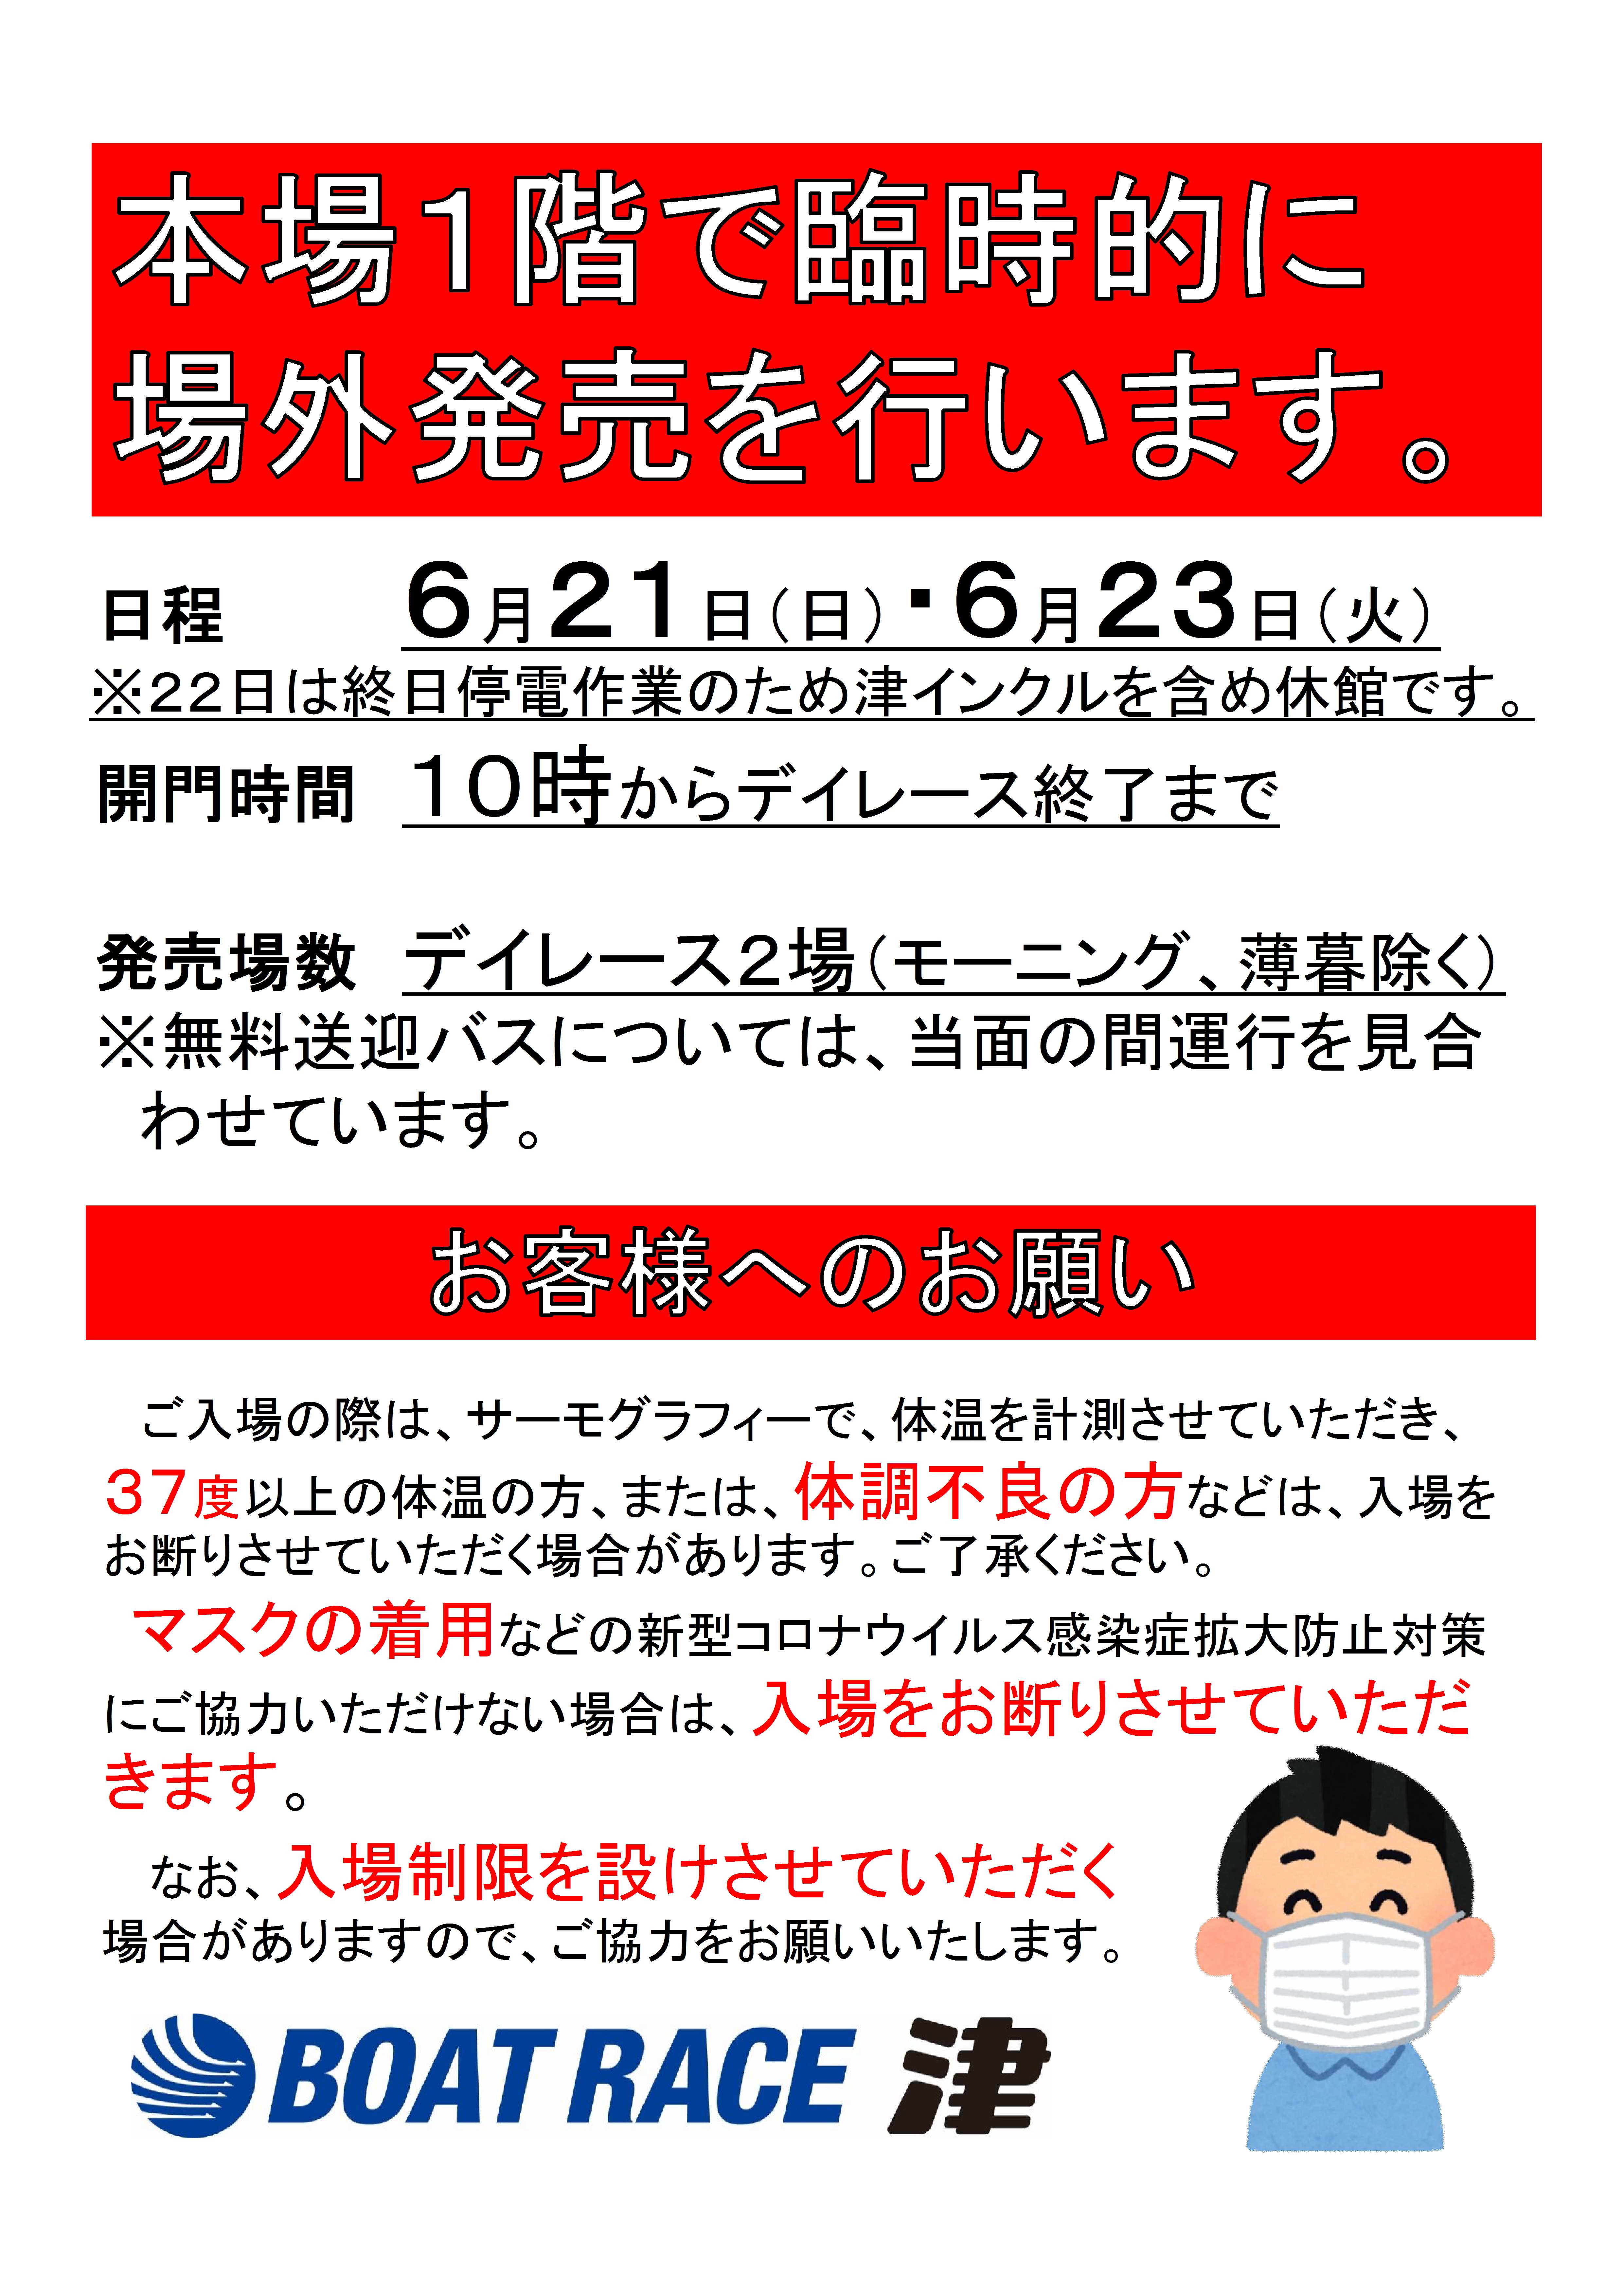 本場１階で臨時的に
場外発売を行います。
日程　６月２１日（日）・６月２３日（火）
※２２日は終日停電作業のため津インクルを含め休館です。
開門時間　１０時からデイレース終了まで
発売場数　デイレース２場（モーニング、薄暮除く）
※無料送迎バスについては、当面の間運行を見合
わせています。
お客様へのお願い
ご入場の際は、サーモグラフィーで、体温を計測させていただき、
３７度以上の体温の方、または、体調不良の方などは、入場を
お断りさせていただく場合があります。ご了承ください。
マスクの着用などの新型コロナウイルス感染症拡大防止対策
にご協力いただけない場合は、入場をお断りさせていただ
きます。
なお、入場制限を設けさせていただく
場合がありますので、ご協力をお願いいたします。
BOAT RACE 津